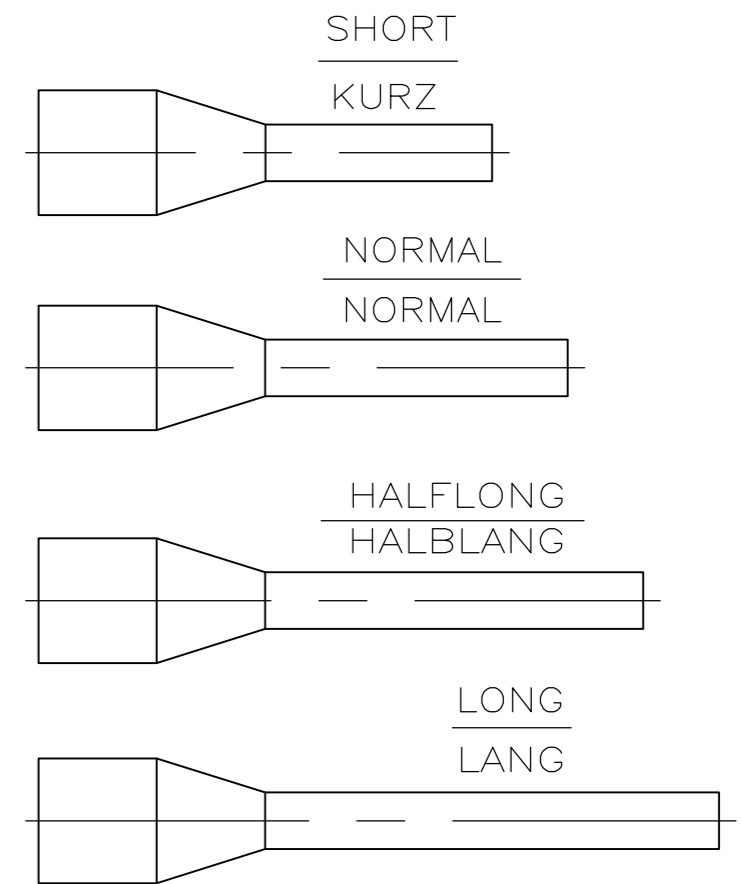 SHORT
KURZ
NORMAL
NORMAL
HALFLONG
HALBLANG
LONG
LANG